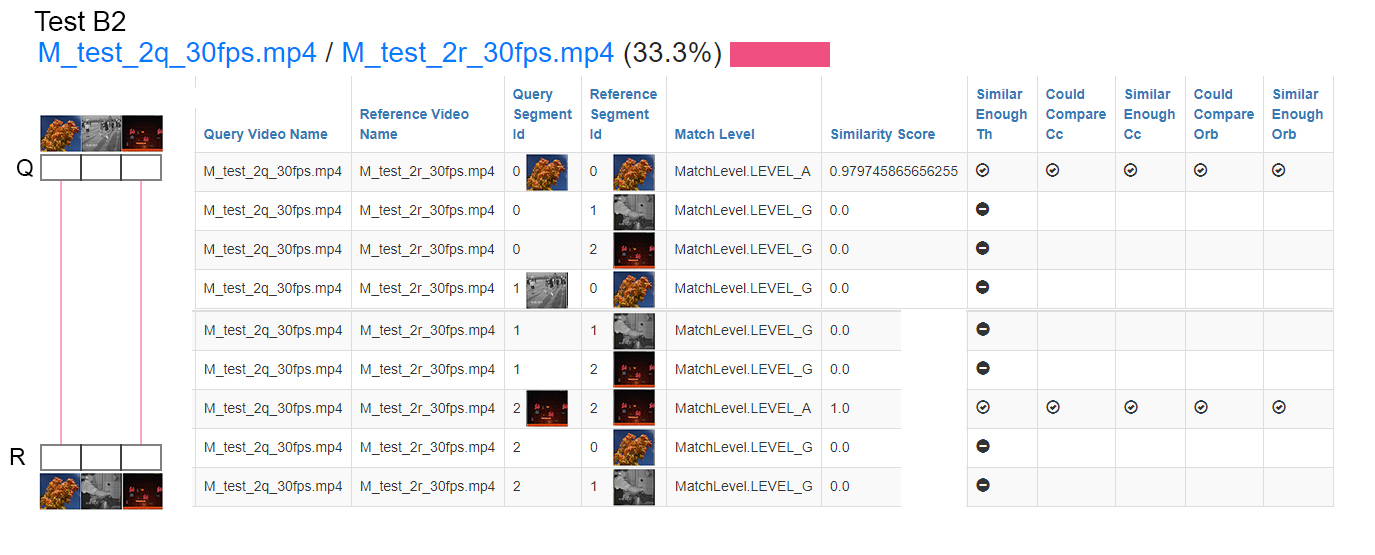 Test B2
M_test_2q_30fps.mp4 / M_test_2r_30fps.mp4 (33.3%)
Query Video Name Reference Video Name Query Segment Id Reference Segment Id Match Level Similarity Score Similar Enough Th Could Compare Cc Similar Enough Cc Could Compare Orb Similar Enough Orb
Q
M_test_2q_30fps.mp4 M_test_2r_30fps.mp4 0 0 MatchLevel.LEVEL_A 0.979745865656255
M_test_2q_30fps.mp4 M_test_2r_30fps.mp4 0 1 MatchLevel.LEVEL_G 0.0
M_test_2q_30fps.mp4 M_test_2r_30fps.mp4 0 2 MatchLevel.LEVEL_G 0.0
M_test_2q_30fps.mp4 M_test_2r_30fps.mp4 1 0 MatchLevel.LEVEL_G 0.0
M_test_2q_30fps.mp4 M_test_2r_30fps.mp4 1 1 MatchLevel.LEVEL_G 0.0
M_test_2q_30fps.mp4 M_test_2r_30fps.mp4 1 2 MatchLevel.LEVEL_G 0.0
M_test_2q_30fps.mp4 M_test_2r_30fps.mp4 2 2 MatchLevel.LEVEL_A 1.0
M_test_2q_30fps.mp4 M_test_2r_30fps.mp4 2 0 MatchLevel.LEVEL_G 0.0
R
M_test_2q_30fps.mp4 M_test_2r_30fps.mp4 2 1 MatchLevel.LEVEL_G 0.0